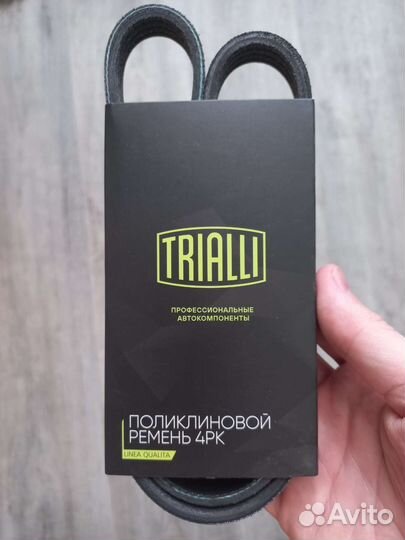 TRIALLI
ПРОФЕССИОНАЛЬНЫЕ
АВТОКОМПОНЕНТЫ
ПОЛИКЛИНОВОЙ
РЕМЕНЬ 4PK
LINEA QUALITA
Avito